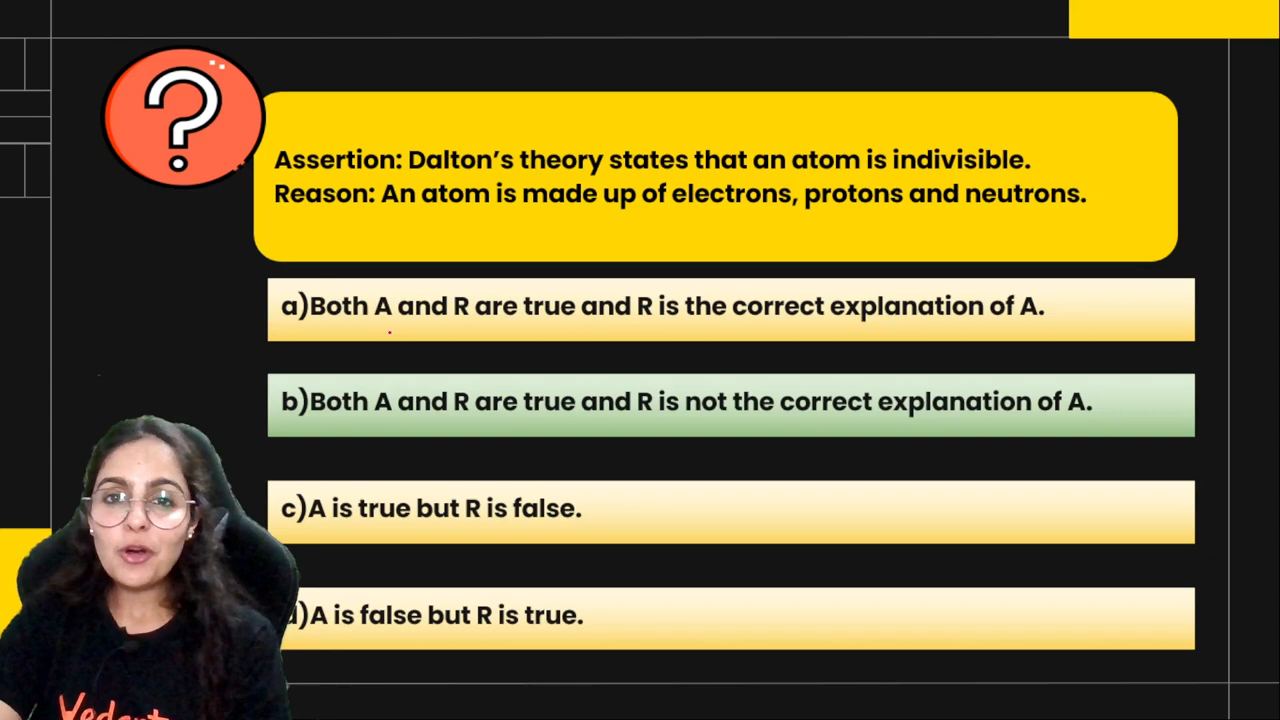 Assertion: Dalton’s theory states that an atom is indivisible.
Reason: An atom is made up of electrons, protons and neutrons.
a)Both A and R are true and R is the correct explanation of A.
b)Both A and R are true and R is not the correct explanation of A.
c)A is true but R is false.
d)A is false but R is true.